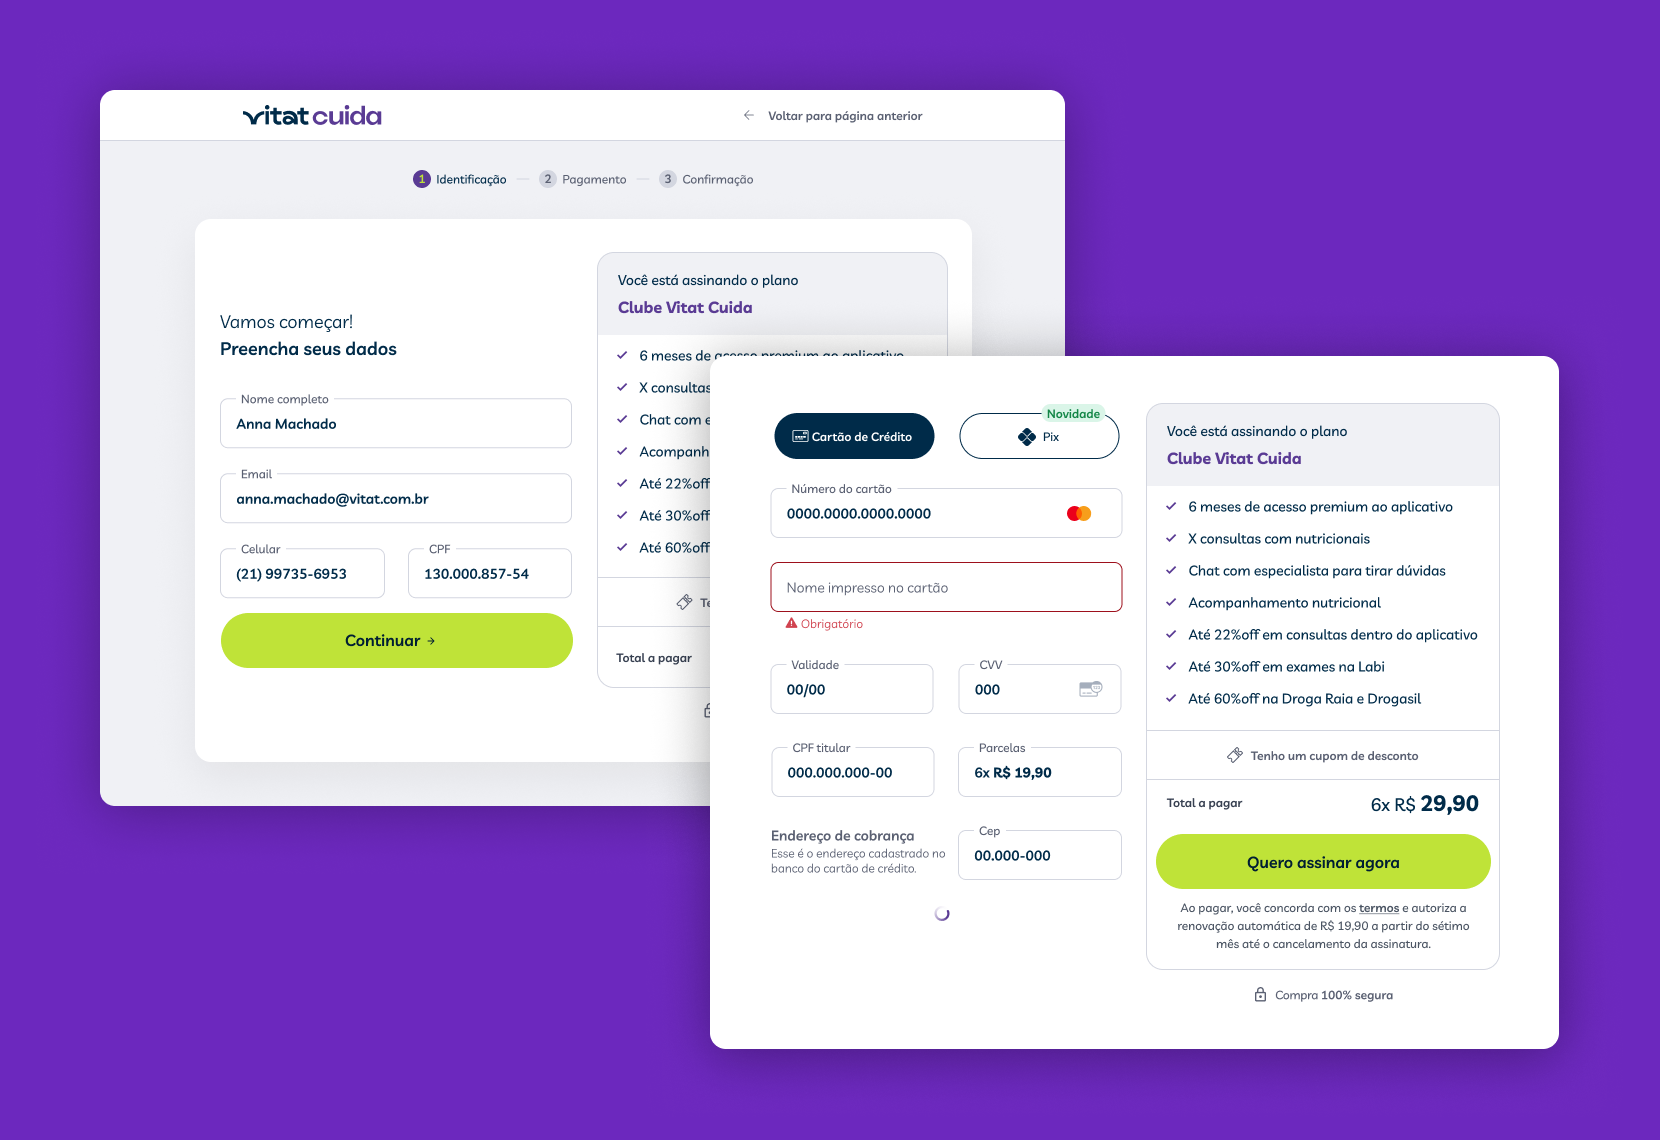 vitat cuida
Voltar para página anterior
1 Identificação
2 Pagamento
3 Confirmação
Vamos começar!
Preencha seus dados
Nome completo
Anna Machado
Email
anna.machado@vitat.com.br
Celular
(21) 99735-6953
CPF
130.000.857-54
Continuar
Você está assinando o plano
Clube Vitat Cuida
6 meses de acesso premium ao aplicativo
X consultas
Chat com
Até 22%off
Até 30%off
Até 60%off
Total a pagar
Cartão de Crédito
Novidade
Pix
Número do cartão
0000.0000.0000.0000
Nome impresso no cartão
Obrigatório
Validade
00/00
CVV
000
CPF titular
000.000.000-00
Parcelas
6x R$ 19,90
Endereço de cobrança
Esse é o endereço cadastrado no
banco do cartão de crédito.
Cep
00.000-000
Você está assinando o plano
Clube Vitat Cuida
6 meses de acesso premium ao aplicativo
X consultas com nutricionais
Chat com especialista para tirar dúvidas
Acompanhamento nutricional
Até 22%off em consultas dentro do aplicativo
Até 30%off em exames na Labi
Até 60%off na Droga Raia e Drogasil
Tenho um cupom de desconto
Total a pagar
6x R$ 29,90
Quero assinar agora
Ao pagar, você concorda com os termos e autoriza a
renovação automática de R$ 19,90 a partir do sétimo
mês até o cancelamento da assinatura.
Compra 100% segura